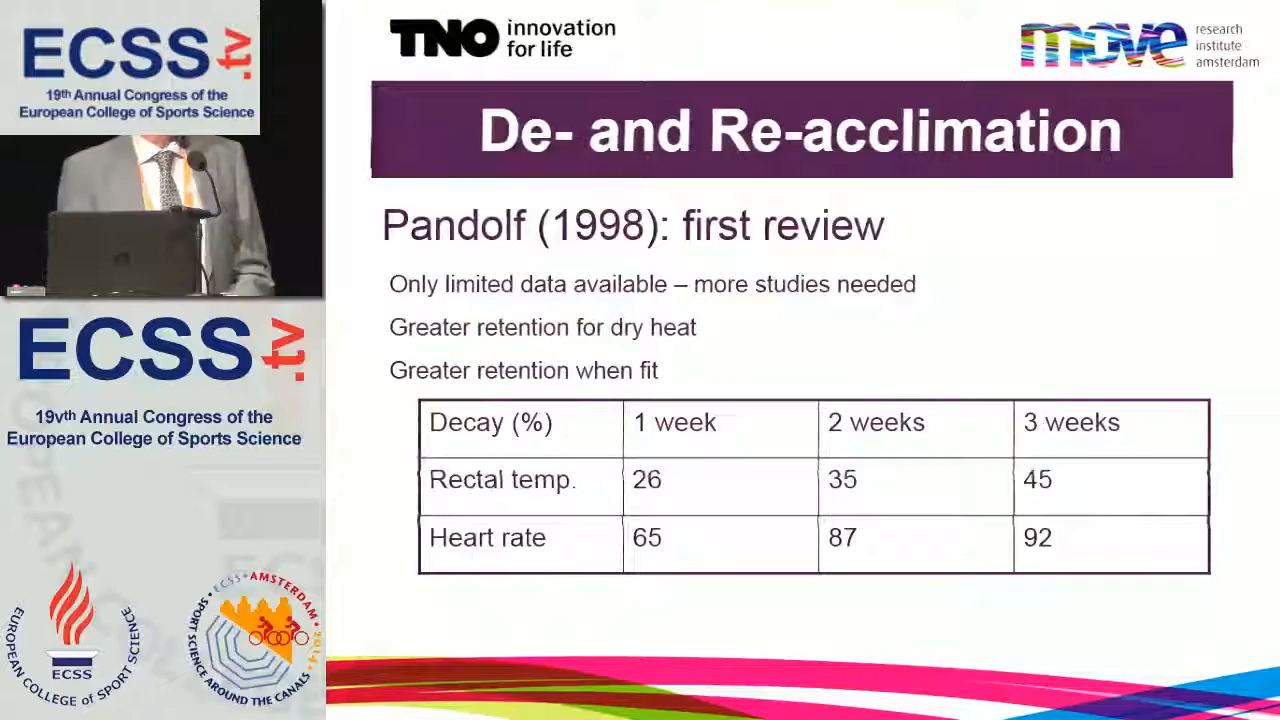 ECSS.tv
19th Annual Congress of the
European College of Sports Science
TNO innovation
for life
move research
institute
amsterdam
De- and Re-acclimation
Pandolf (1998): first review
Only limited data available – more studies needed
Greater retention for dry heat
Greater retention when fit
Decay (%) 1 week 2 weeks 3 weeks
Rectal temp. 26 35 45
Heart rate 65 87 92
ECSS.tv
19vth Annual Congress of the
European College of Sports Science
EUROPEAN COLLEGE OF SPORT SCIENCE
ECSS
ECSS • AMSTERDAM • 2014 •
SPORT SCIENCE AROUND THE CANALS